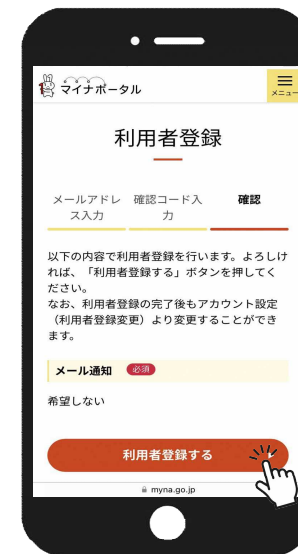 マイナポータル
メニュー
利用者登録
メールアドレ
ス入力
確認コード入
力
確認
以下の内容で利用者登録を行います。よろしけ
れば、「利用者登録する」ボタンを押してく
ださい。
なお、利用者登録の完了後もアカウント設定
（利用者登録変更）より変更することができ
ます。
メール通知 必須
希望しない
利用者登録する
myna.go.jp